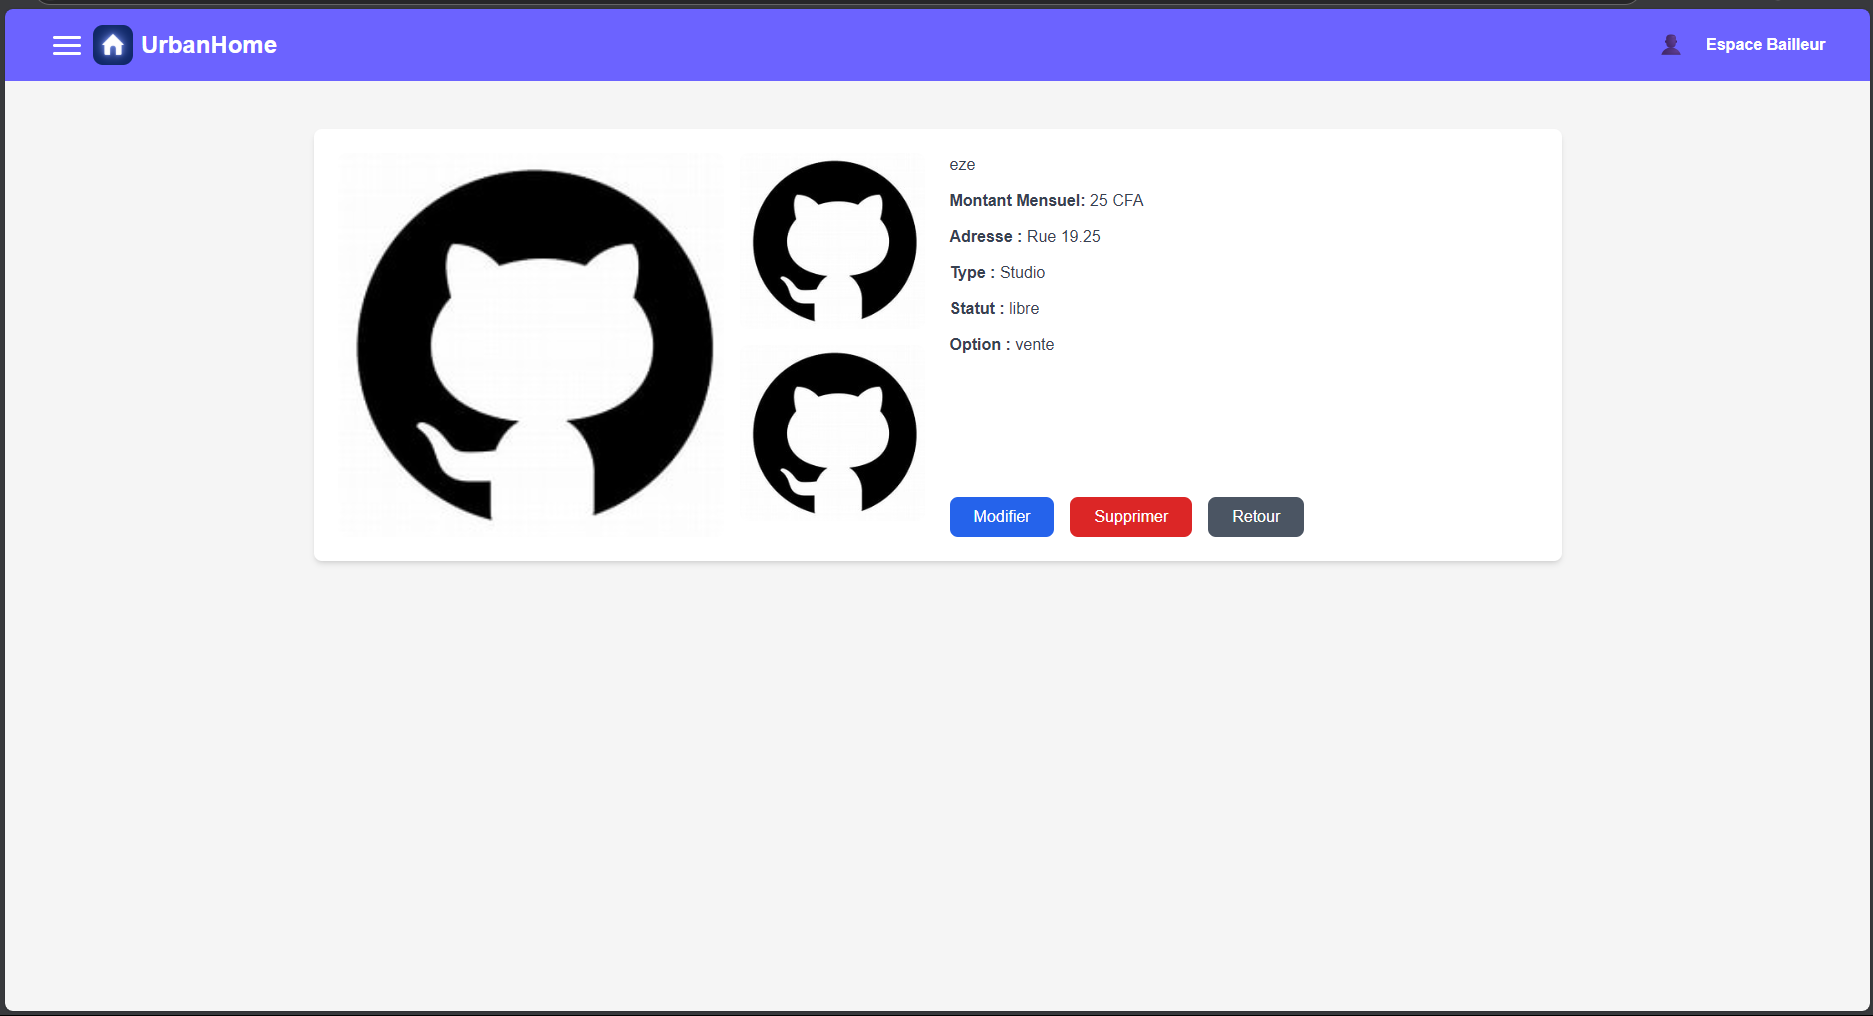 UrbanHome
Espace Bailleur
eze
Montant Mensuel: 25 CFA
Adresse : Rue 19.25
Type : Studio
Statut : libre
Option : vente
Modifier
Supprimer
Retour